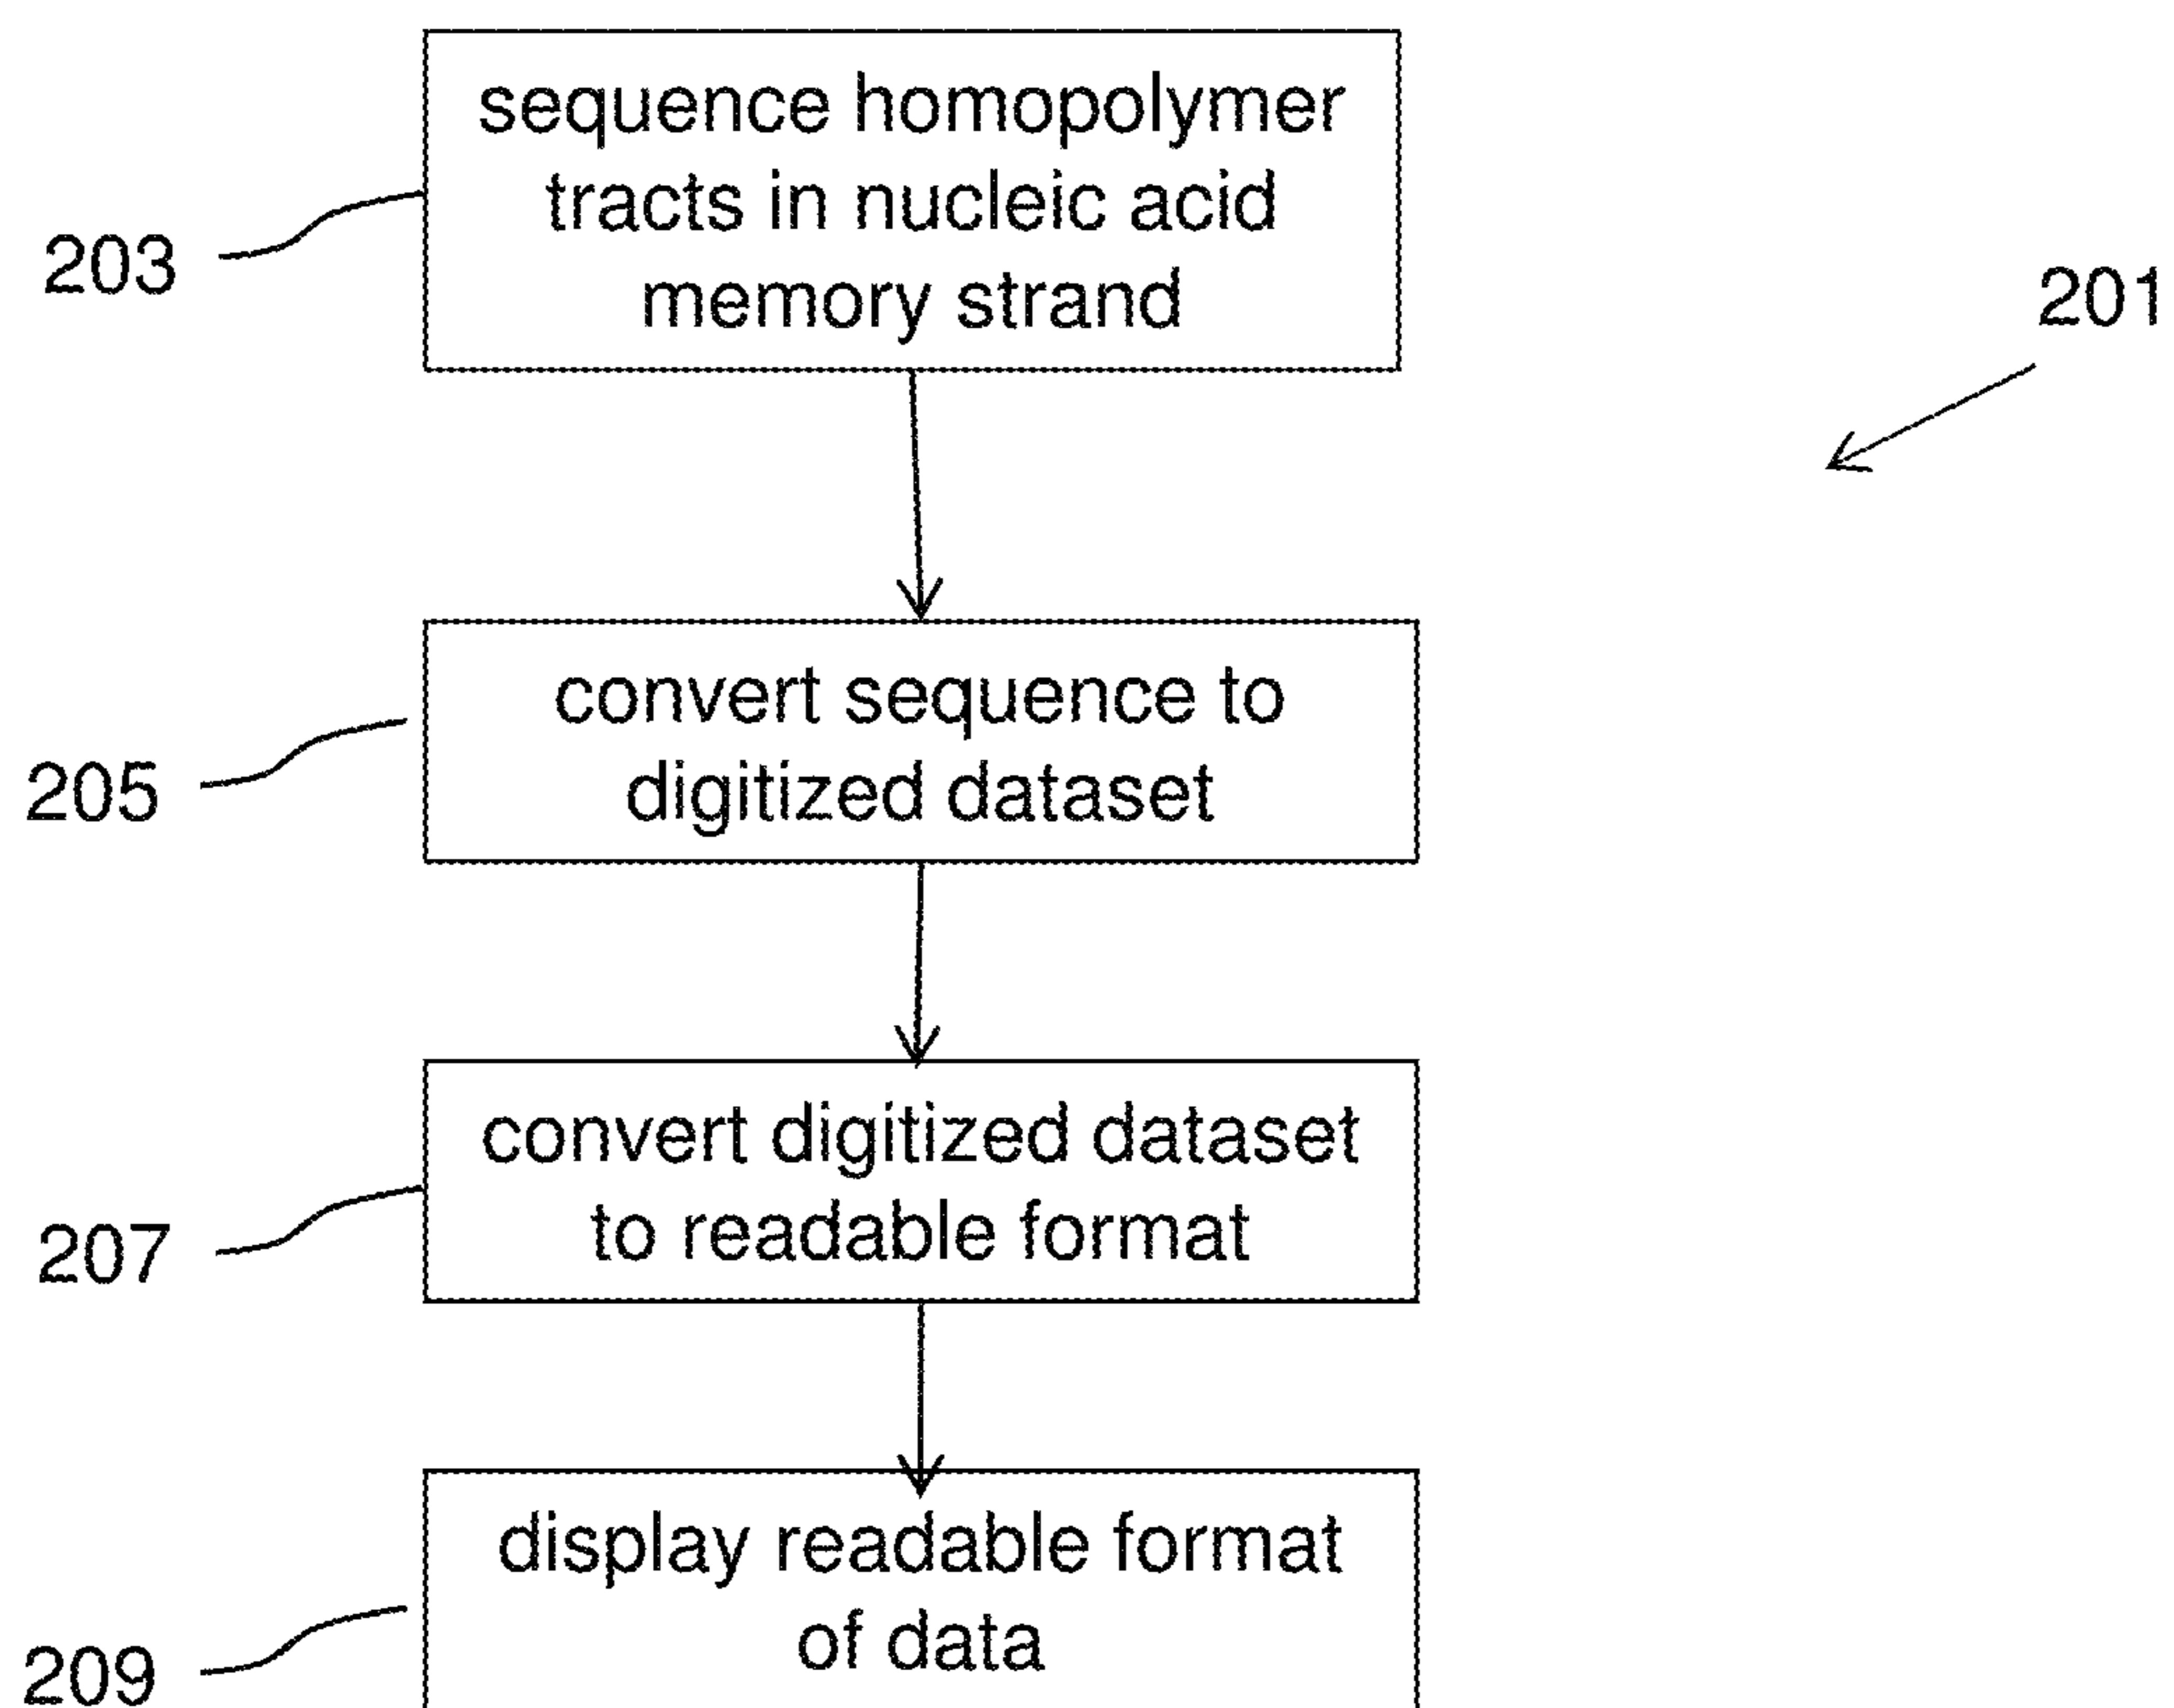 sequence homopolymer
tracts in nucleic acid
memory strand
203
201
convert sequence to
digitized dataset
205
convert digitized dataset
to readable format
207
display readable format
of data
209